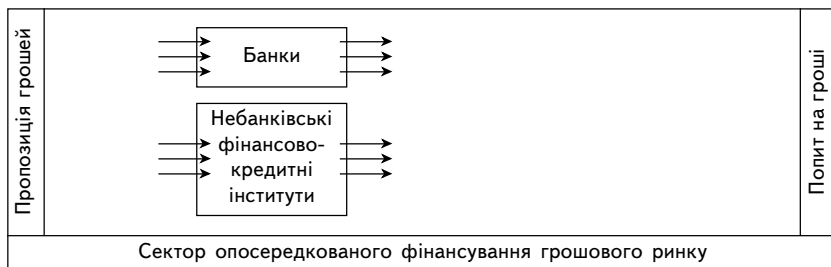 Пропозиція грошей
Банки
Небанківські
фінансово-
кредитні
інститути
Попит на гроші
Сектор опосередкованого фінансування грошового ринку